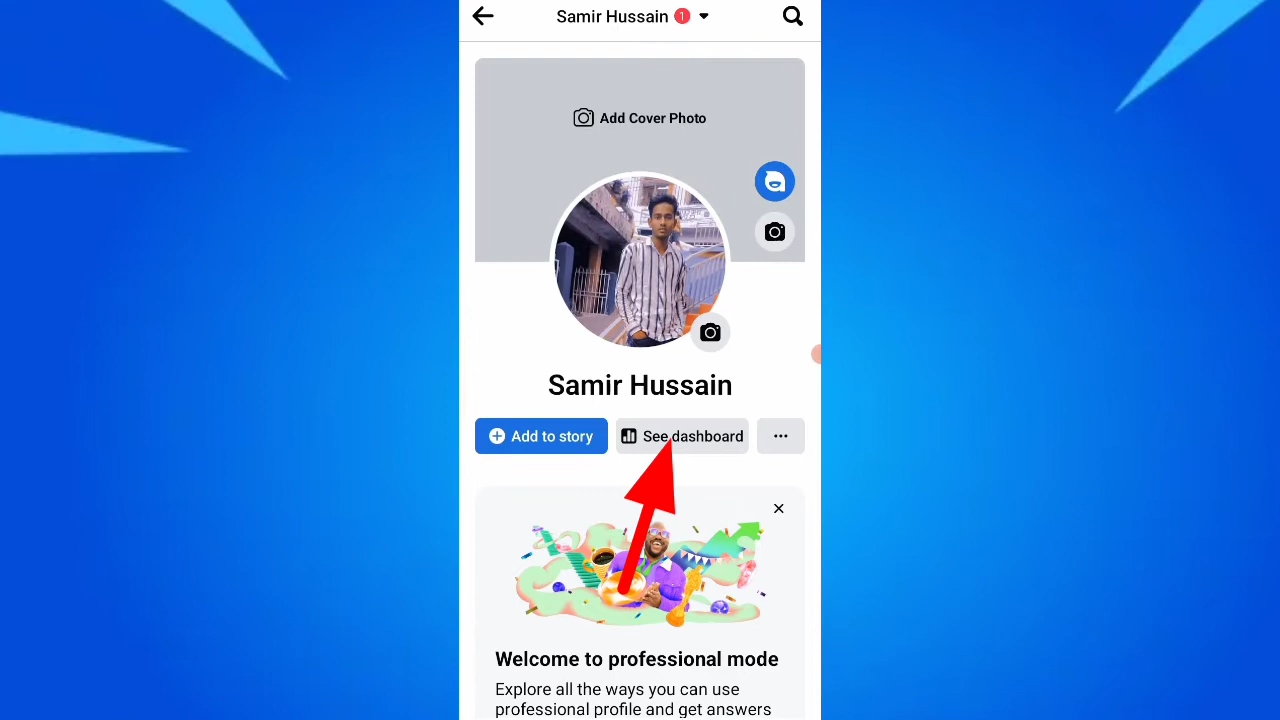 Samir Hussain 1
Add Cover Photo
Samir Hussain
Add to story See dashboard
Welcome to professional mode
Explore all the ways you can use
professional profile and get answers